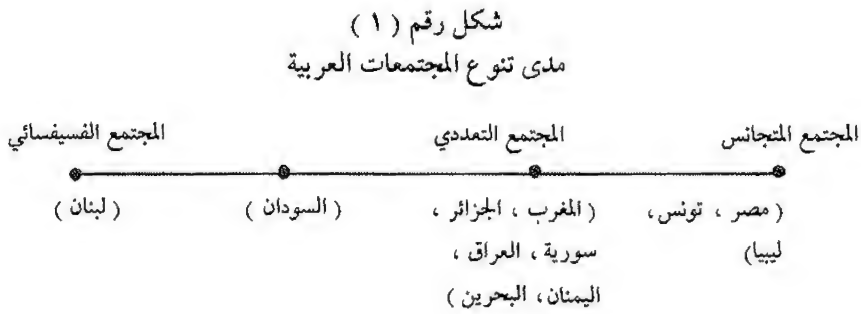 شكل رقم ( ١ )
مدى تنوع المجتمعات العربية
المجتمع المتجانس المجتمع التعددي المجتمع الفسيفسائي
( مصر ، تونس، ( المغرب ، الجزائر ، ( السودان ) ( لبنان )
ليبيا) سورية ، العراق ،
اليمنان، البحرين )